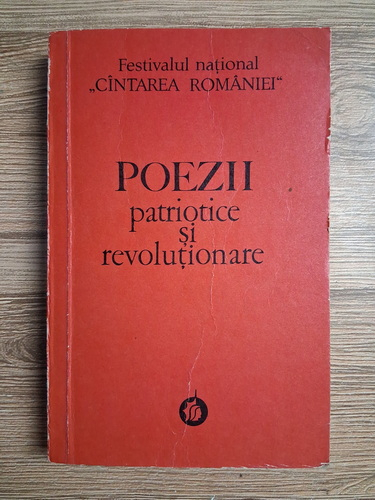 Festivalul național
„CÎNTAREA ROMÂNIEI“
POEZII
patriotice
și
revoluționare